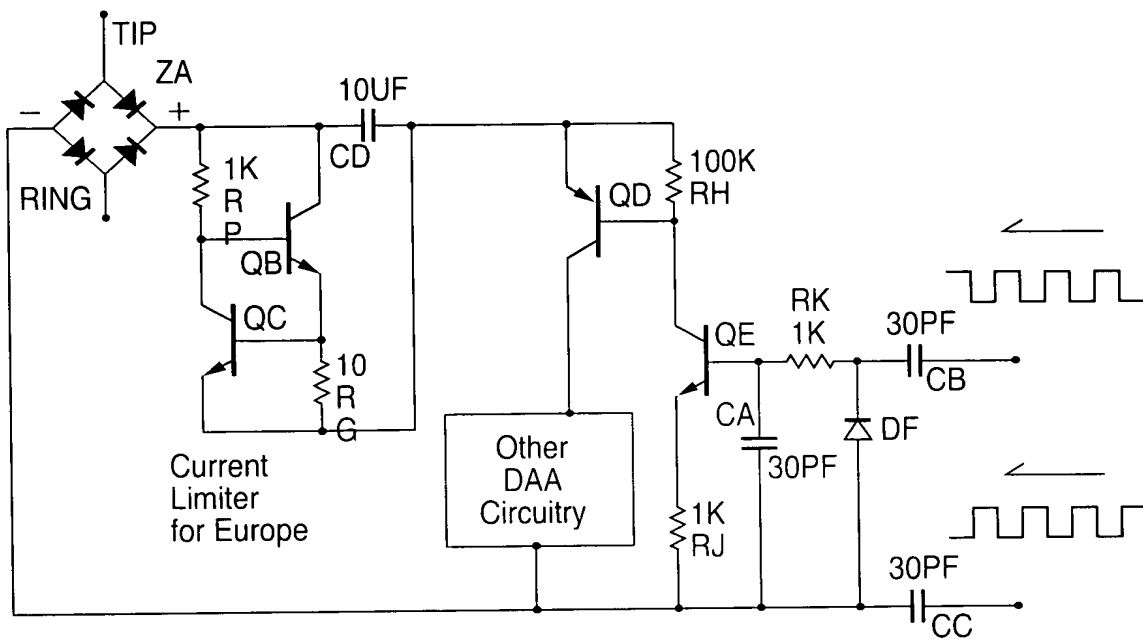 TIP
ZA
−
+
RING
1K
R
P
QB
QC
10
R
G
10UF
CD
Current
Limiter
for Europe
QD
100K
RH
Other
DAA
Circuitry
QE
RK
1K
CA
30PF
1K
RJ
DF
30PF
CB
30PF
CC